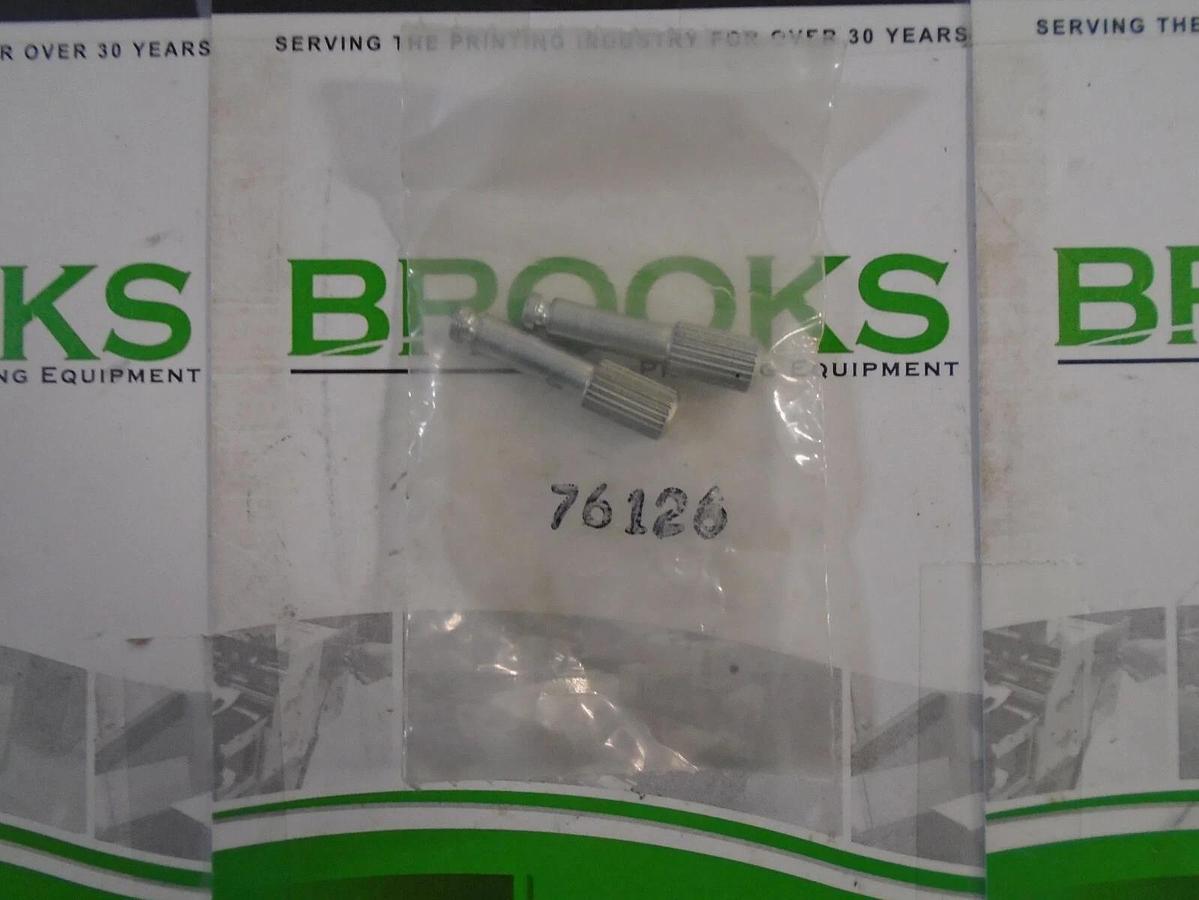 R OVER 30 YEARS
SERVING THE PRINTING INDUSTRY FOR OVER 30 YEARS
SERVING THE
KS
BROOKS
B
NG EQUIPMENT
PRINTING EQUIPMENT
76126